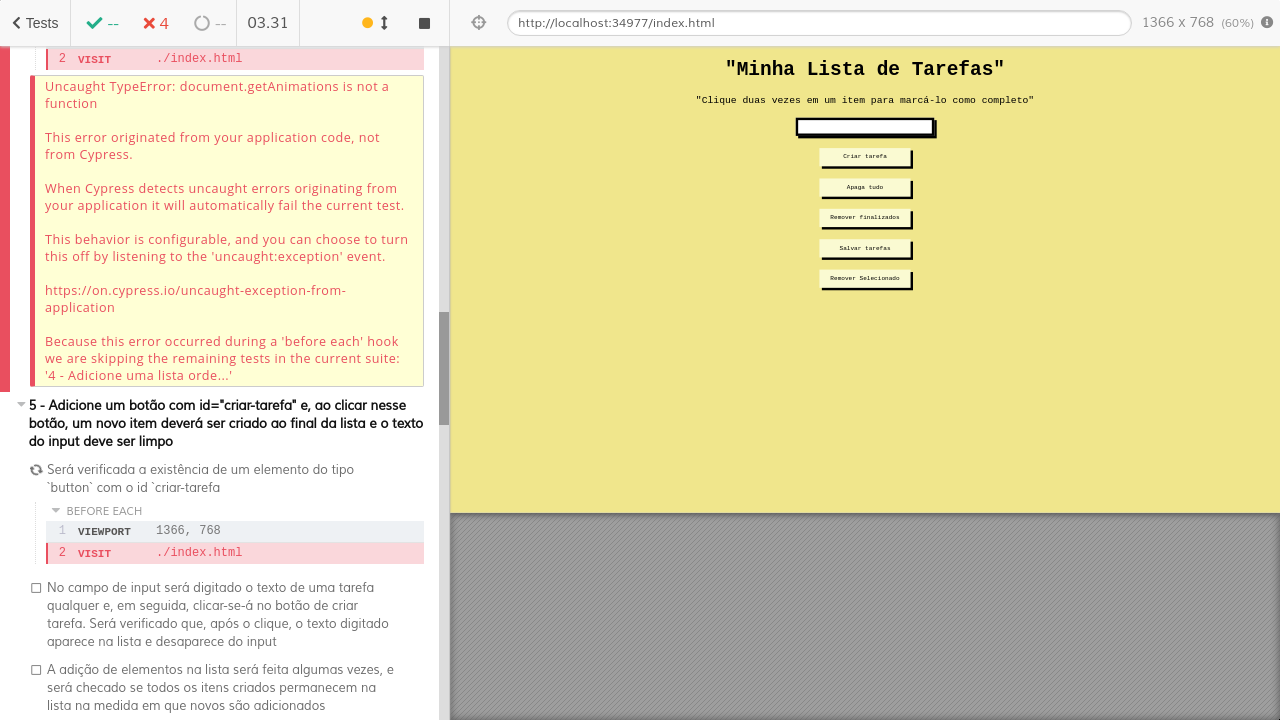 Tests
--
4
--
03.31
http://localhost:34977/index.html
1366 x 768 (60%)
2 VISIT ./index.html
Uncaught TypeError: document.getAnimations is not a
function
This error originated from your application code, not
from Cypress.
When Cypress detects uncaught errors originating from
your application it will automatically fail the current test.
This behavior is configurable, and you can choose to turn
this off by listening to the 'uncaught:exception' event.
https://on.cypress.io/uncaught-exception-from-
application
Because this error occurred during a 'before each' hook
we are skipping the remaining tests in the current suite:
'4 - Adicione uma lista orde...'
5 - Adicione um botão com id="criar-tarefa" e, ao clicar nesse
botão, um novo item deverá ser criado ao final da lista e o texto
do input deve ser limpo
Será verificada a existência de um elemento do tipo
`button` com o id `criar-tarefa
BEFORE EACH
1 VIEWPORT 1366, 768
2 VISIT ./index.html
No campo de input será digitado o texto de uma tarefa
qualquer e, em seguida, clicar-se-á no botão de criar
tarefa. Será verificado que, após o clique, o texto digitado
aparece na lista e desaparece do input
A adição de elementos na lista será feita algumas vezes, e
será checado se todos os itens criados permanecem na
lista na medida em que novos são adicionados
"Minha Lista de Tarefas"
"Clique duas vezes em um item para marcá-lo como completo"
Criar tarefa
Apaga tudo
Remover finalizados
Salvar tarefas
Remover Selecionado